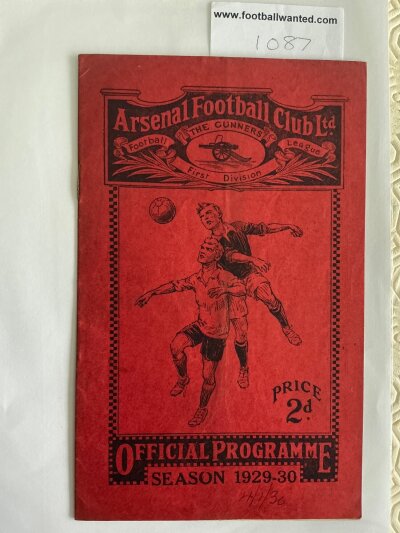 www.footballwanted.com
1087
Arsenal Football Club Ltd.
THE GUNNERS
Football League
First Division
PRICE
2d.
OFFICIAL PROGRAMME
SEASON 1929-30